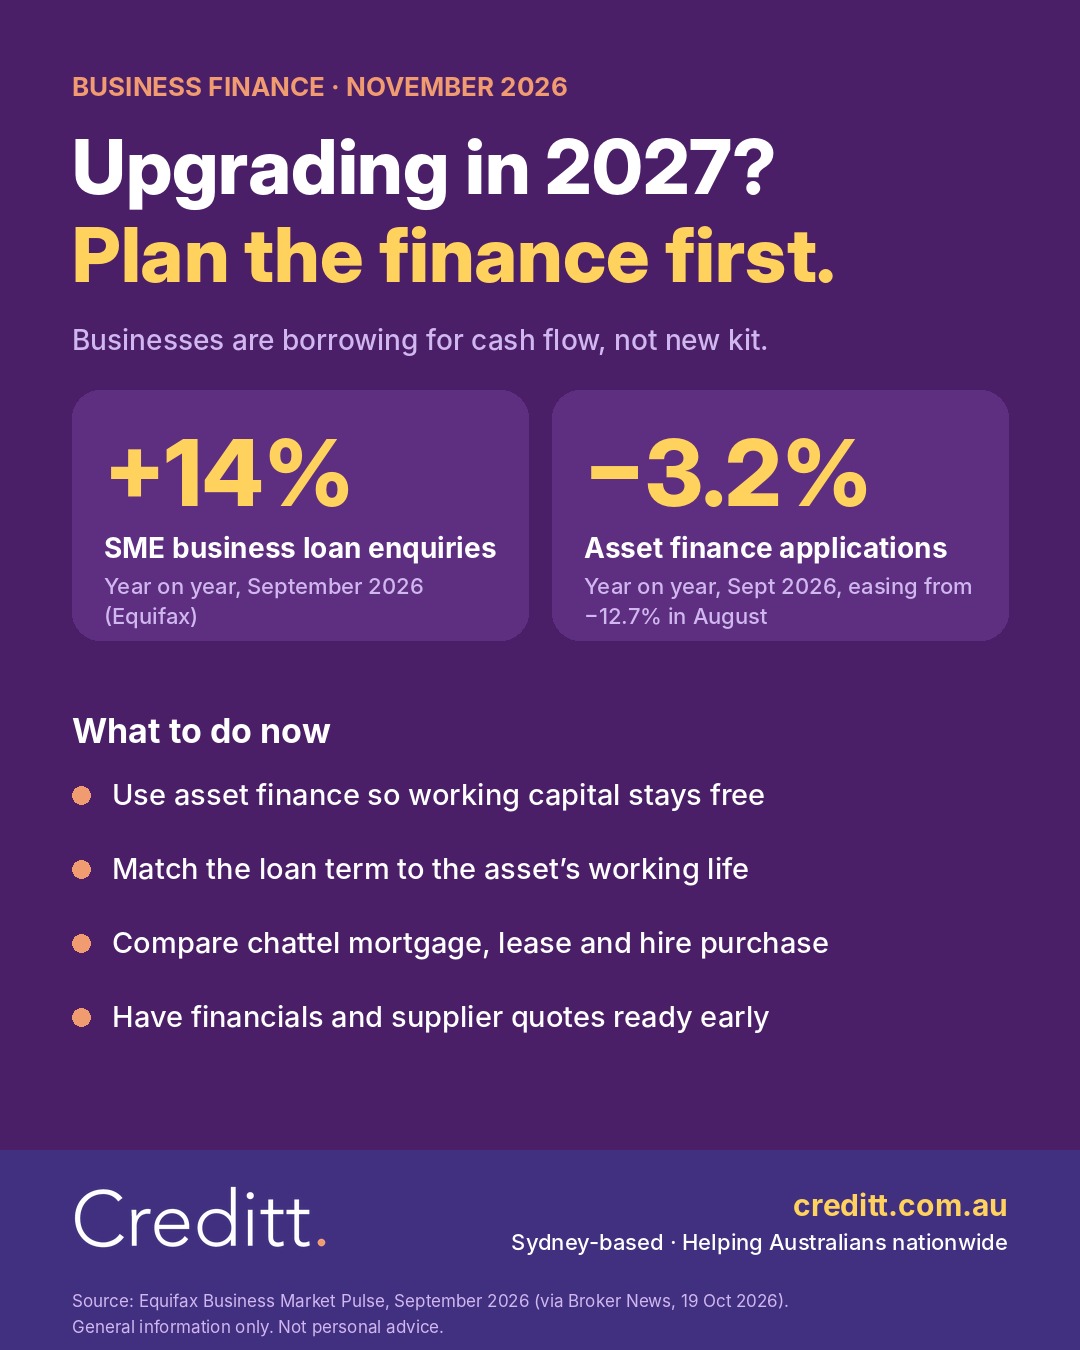 BUSINESS FINANCE · NOVEMBER 2026
Upgrading in 2027?
Plan the finance first.
Businesses are borrowing for cash flow, not new kit.
+14%
SME business loan enquiries
Year on year, September 2026
(Equifax)
−3.2%
Asset finance applications
Year on year, Sept 2026, easing from
−12.7% in August
What to do now
Use asset finance so working capital stays free
Match the loan term to the asset’s working life
Compare chattel mortgage, lease and hire purchase
Have financials and supplier quotes ready early
Creditt.
creditt.com.au
Sydney-based · Helping Australians nationwide
Source: Equifax Business Market Pulse, September 2026 (via Broker News, 19 Oct 2026).
General information only. Not personal advice.